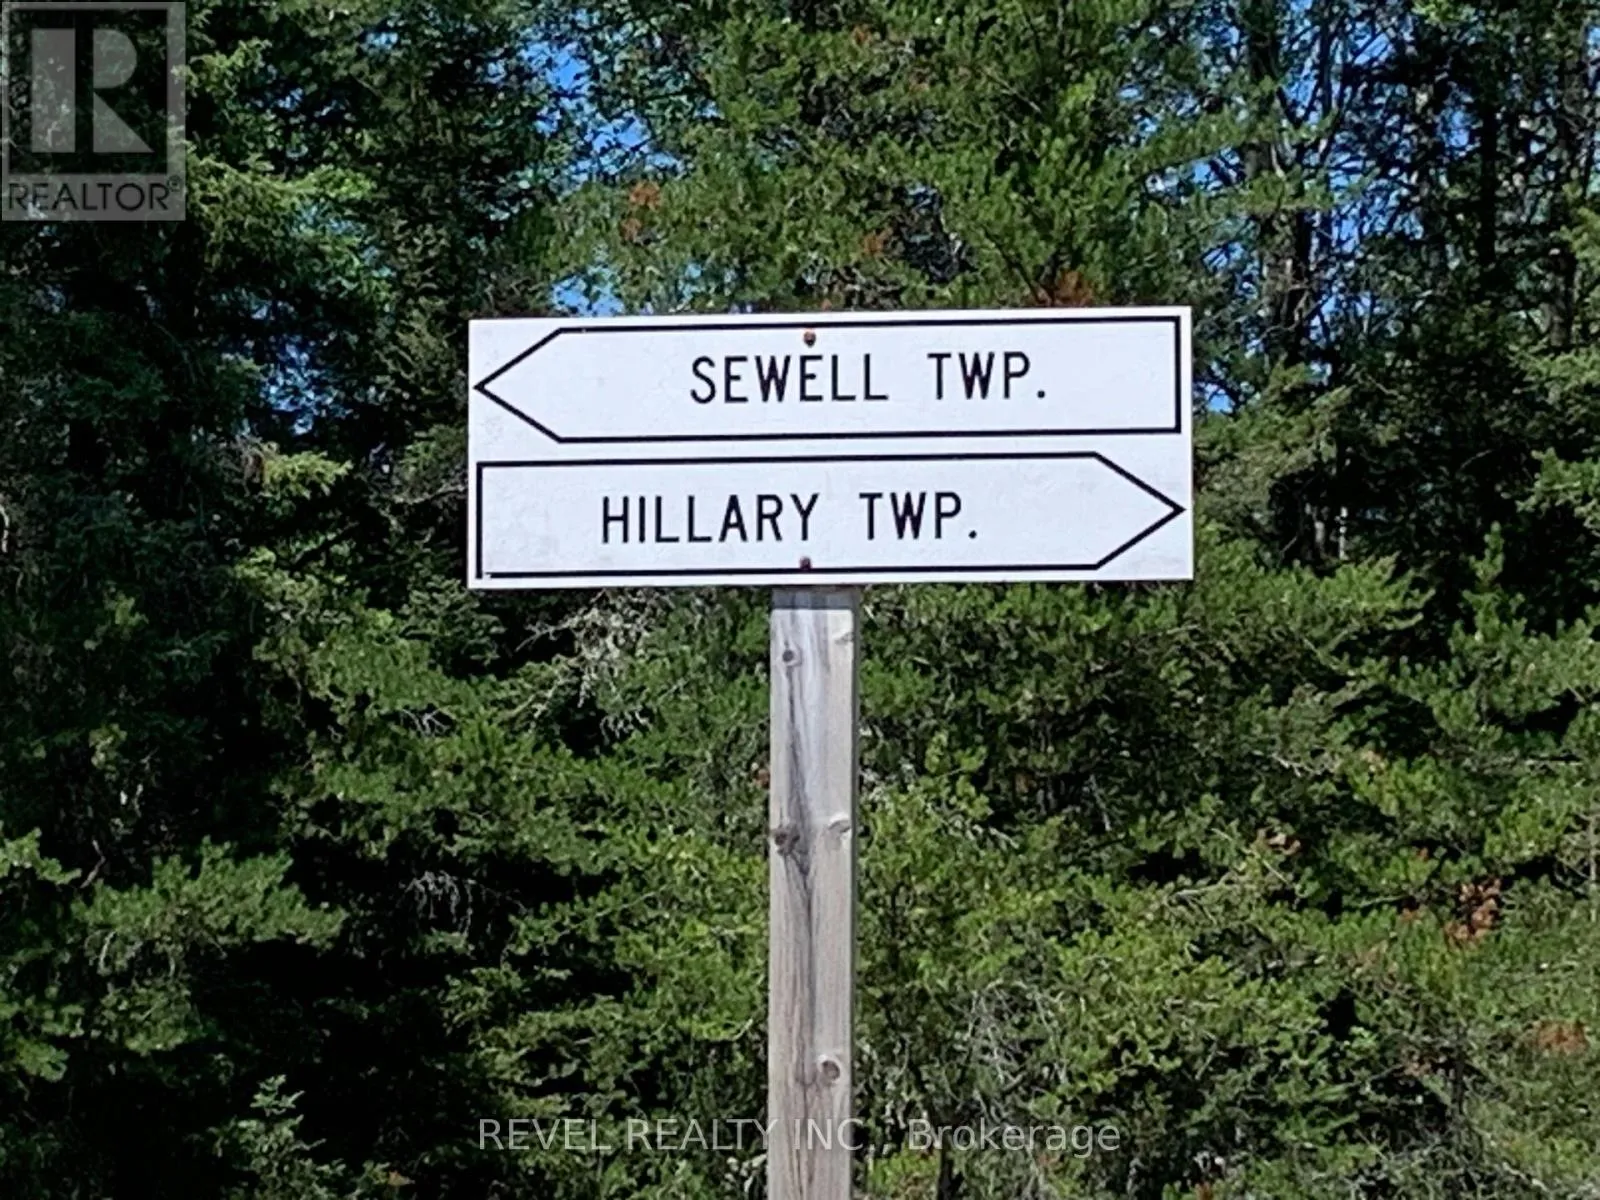 REALTOR®
SEWELL TWP.
HILLARY TWP.
REVEL REALTY INC., Brokerage